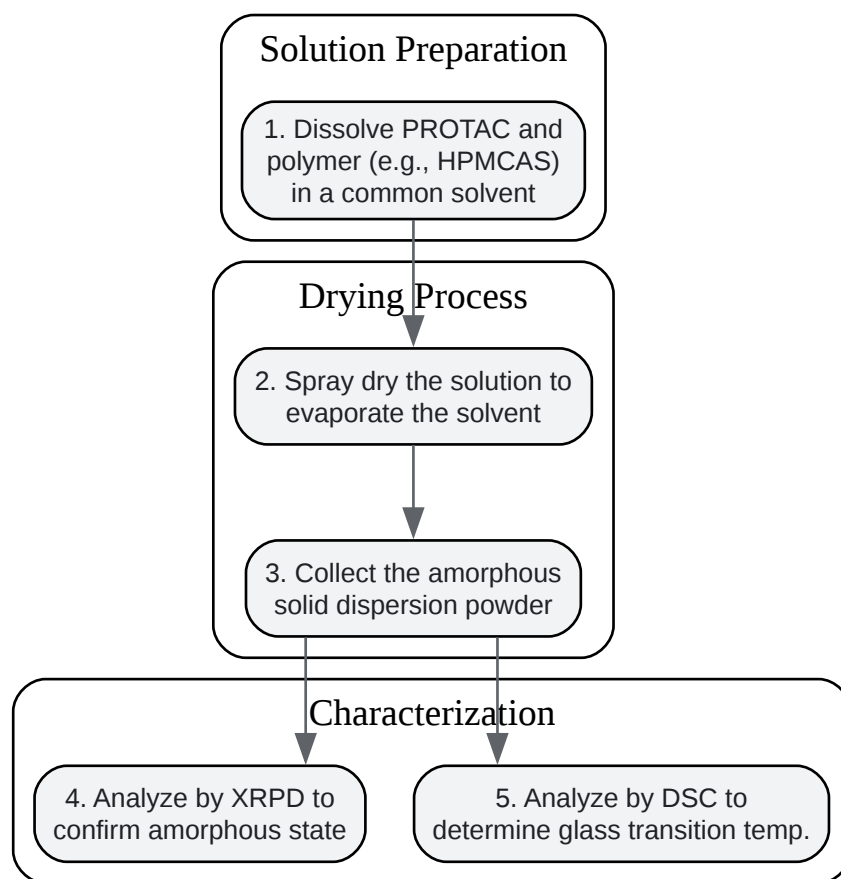 Solution Preparation
1. Dissolve PROTAC and
polymer (e.g., HPMCAS)
in a common solvent
Drying Process
2. Spray dry the solution to
evaporate the solvent
3. Collect the amorphous
solid dispersion powder
Characterization
4. Analyze by XRPD to
confirm amorphous state
5. Analyze by DSC to
determine glass transition temp.